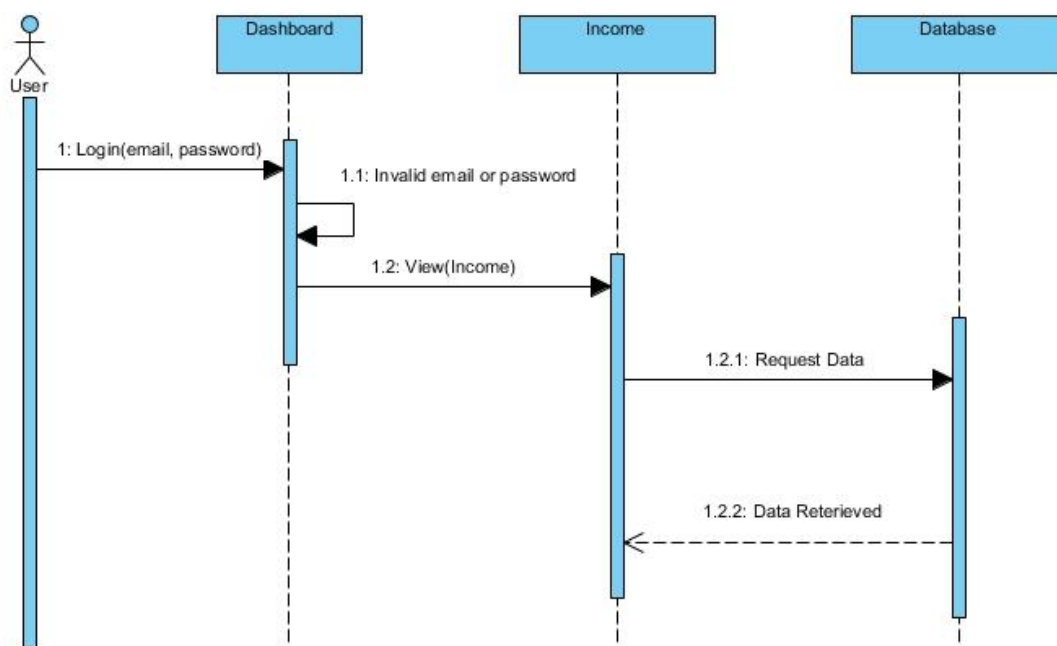 Dashboard
Income
Database
User
1: Login(email, password)
1.1: Invalid email or password
1.2: View(Income)
1.2.1: Request Data
1.2.2: Data Reterieved